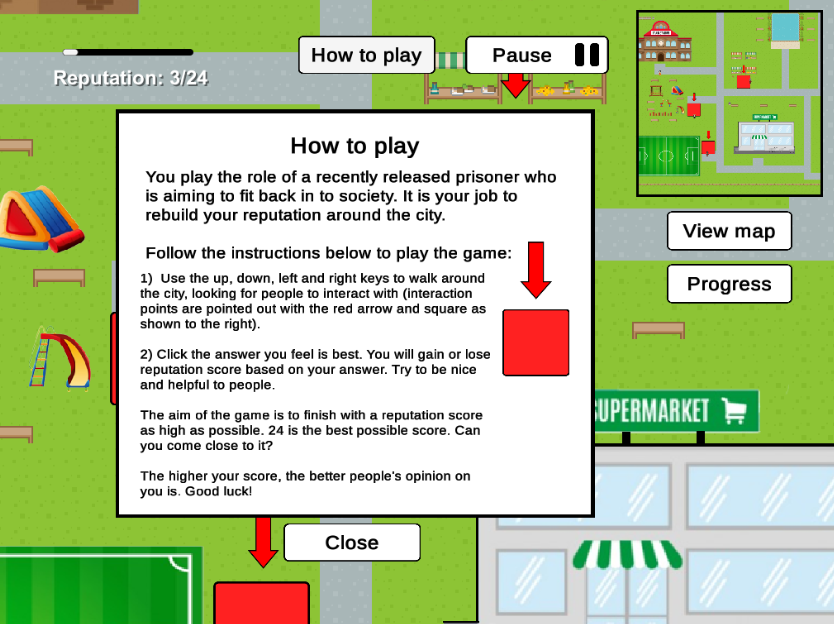 How to play
Pause
Reputation: 3/24
How to play
You play the role of a recently released prisoner who
is aiming to fit back in to society. It is your job to
rebuild your reputation around the city.
Follow the instructions below to play the game:
1)  Use the up, down, left and right keys to walk around
the city, looking for people to interact with (interaction
points are pointed out with the red arrow and square as
shown to the right).
2) Click the answer you feel is best. You will gain or lose
reputation score based on your answer. Try to be nice
and helpful to people.
The aim of the game is to finish with a reputation score
as high as possible. 24 is the best possible score. Can
you come close to it?
The higher your score, the better people's opinion on
you is. Good luck!
View map
Progress
SUPERMARKET
Close